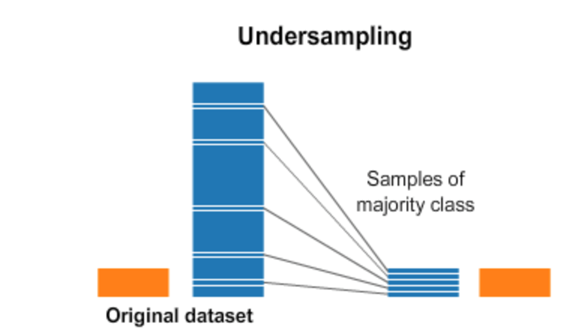 Undersampling
Samples of
majority class
Original dataset